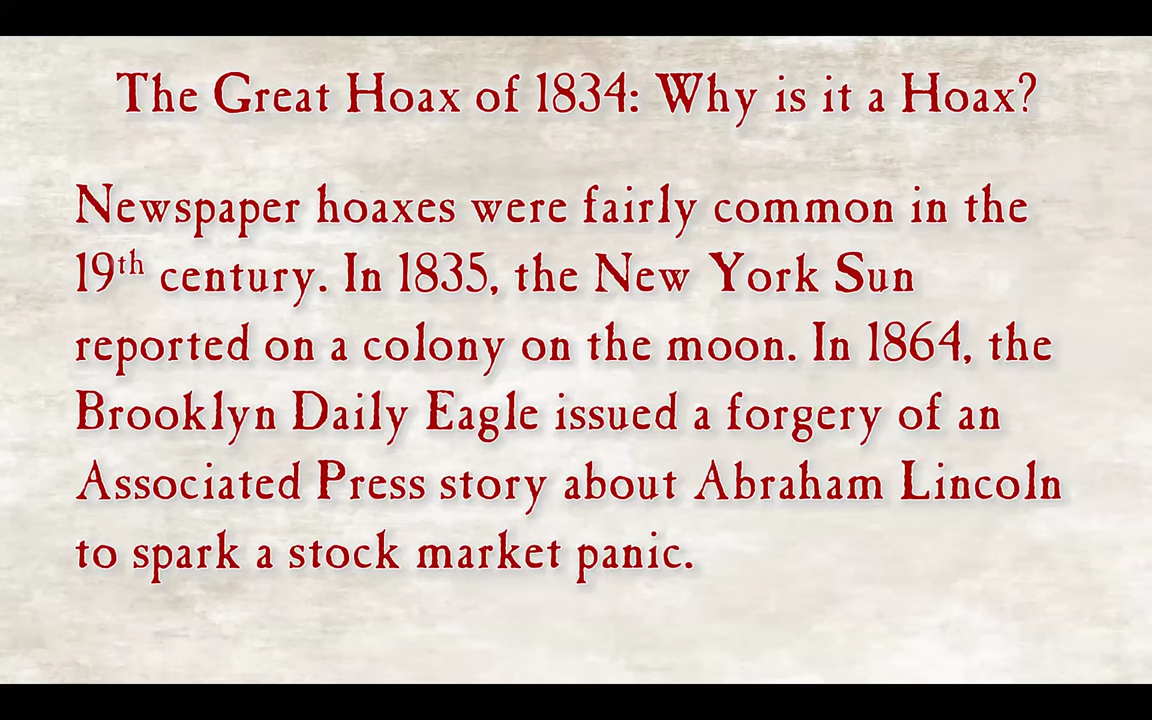 The Great Hoax of 1834: Why is it a Hoax?
Newspaper hoaxes were fairly common in the
19th century. In 1835, the New York Sun
reported on a colony on the moon. In 1864, the
Brooklyn Daily Eagle issued a forgery of an
Associated Press story about Abraham Lincoln
to spark a stock market panic.